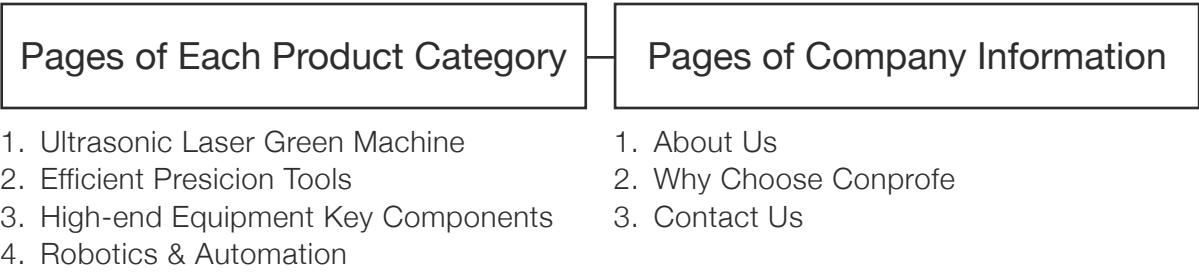 Pages of Each Product Category
1. Ultrasonic Laser Green Machine
2. Efficient Presicion Tools
3. High-end Equipment Key Components
4. Robotics & Automation
Pages of Company Information
1. About Us
2. Why Choose Conprofe
3. Contact Us